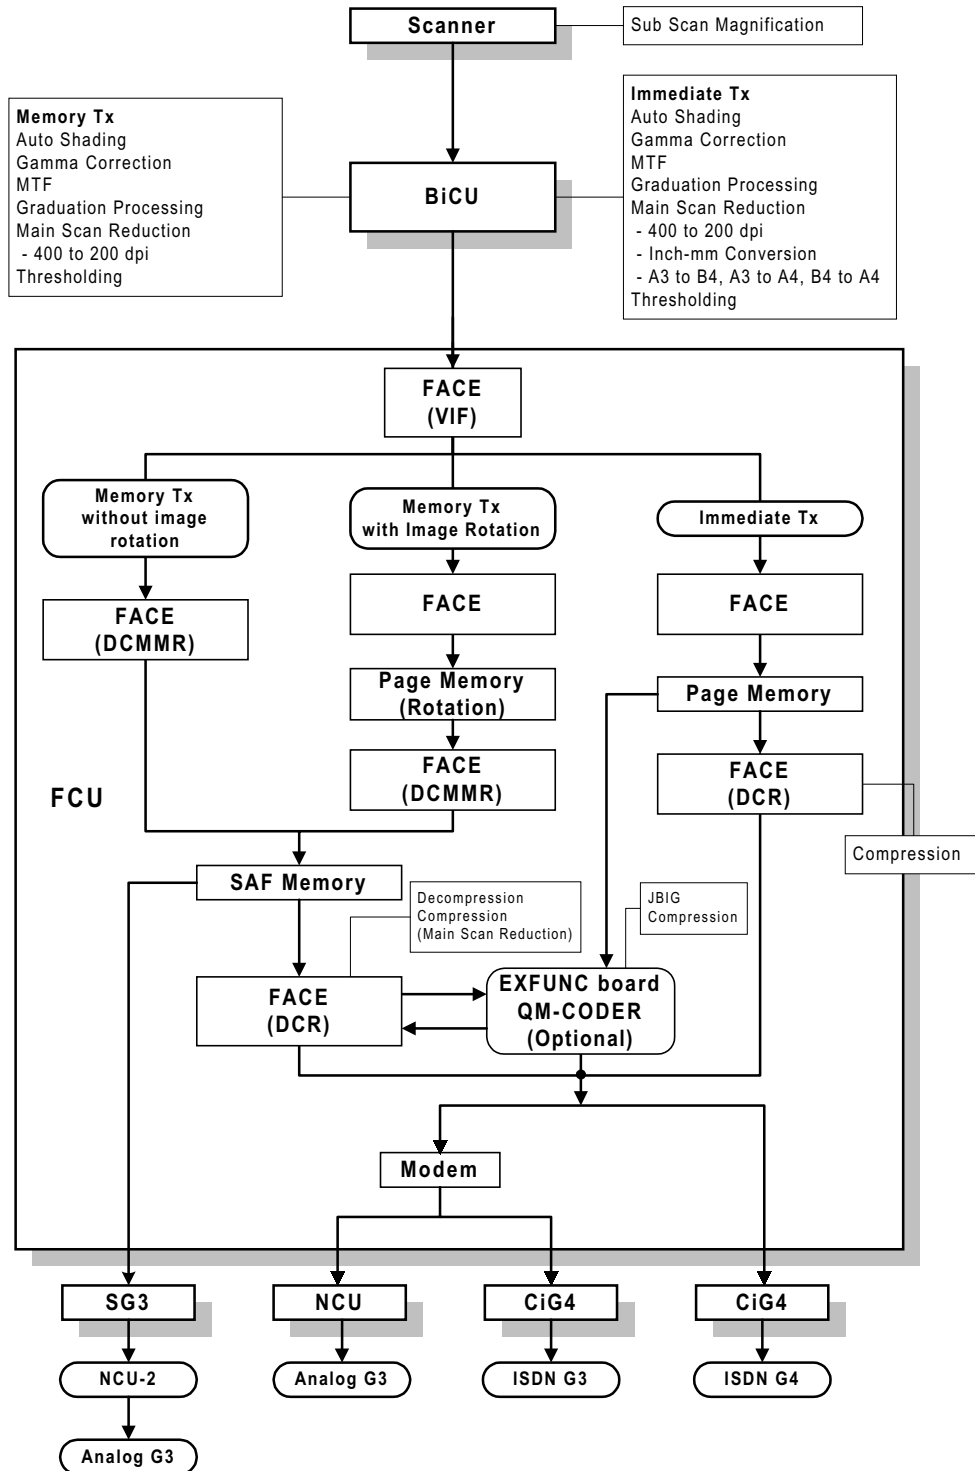 Scanner
Sub Scan Magnification
Memory Tx
Auto Shading
Gamma Correction
MTF
Graduation Processing
Main Scan Reduction
- 400 to 200 dpi
Thresholding
BiCU
Immediate Tx
Auto Shading
Gamma Correction
MTF
Graduation Processing
Main Scan Reduction
- 400 to 200 dpi
- Inch-mm Conversion
- A3 to B4, A3 to A4, B4 to A4
Thresholding
FACE
(VIF)
Memory Tx
without image
rotation
Memory Tx
with Image Rotation
Immediate Tx
FACE
(DCMMR)
FACE
FACE
Page Memory
(Rotation)
Page Memory
FACE
(DCMMR)
FACE
(DCR)
FCU
Compression
SAF Memory
Decompression
Compression
(Main Scan Reduction)
JBIG
Compression
FACE
(DCR)
EXFUNC board
QM-CODER
(Optional)
Modem
SG3
NCU
CiG4
CiG4
NCU-2
Analog G3
ISDN G3
ISDN G4
Analog G3